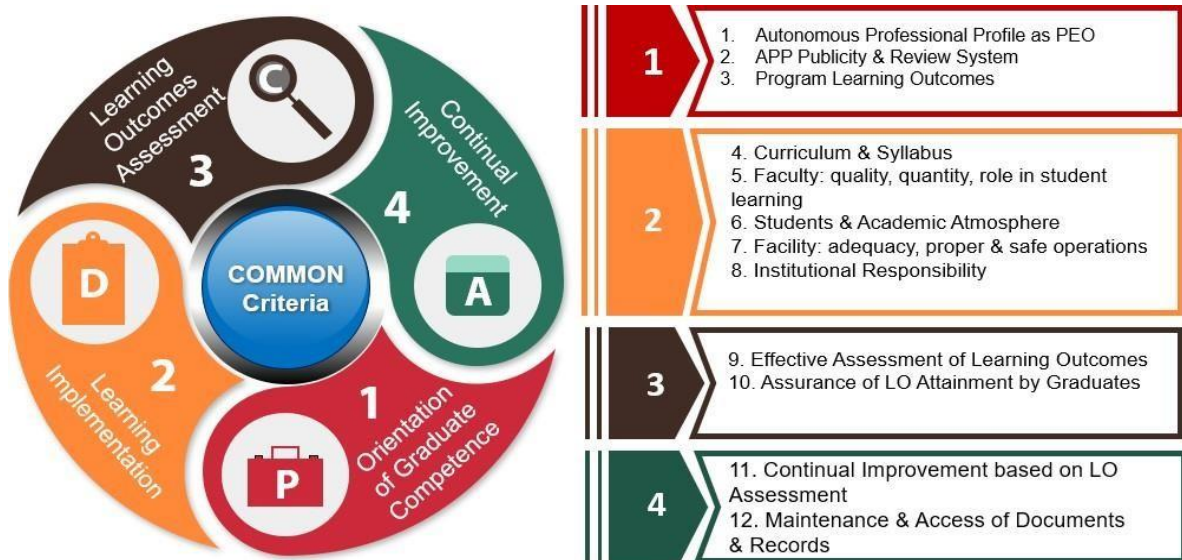 Learning
Outcomes
Assessment
3
C
Continual
Improvement
4
A
COMMON
Criteria
D
2
Learning
Implementation
1
Orientation
of Graduate
Competence
P
1
1. Autonomous Professional Profile as PEO
2. APP Publicity & Review System
3. Program Learning Outcomes
2
4. Curriculum & Syllabus
5. Faculty: quality, quantity, role in student
learning
6. Students & Academic Atmosphere
7. Facility: adequacy, proper & safe operations
8. Institutional Responsibility
3
9. Effective Assessment of Learning Outcomes
10. Assurance of LO Attainment by Graduates
4
11. Continual Improvement based on LO
Assessment
12. Maintenance & Access of Documents
& Records